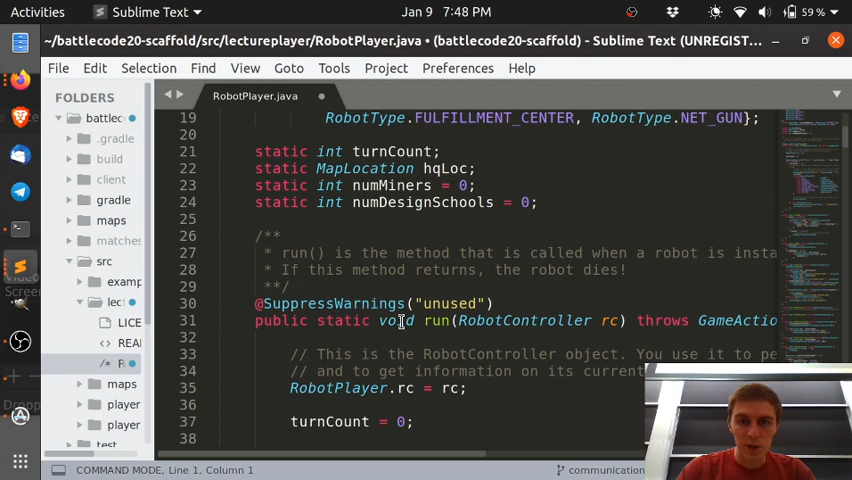 Activities
Sublime Text
Jan 9 7:48 PM
59 %
~/battlecode20-scaffold/src/lectureplayer/RobotPlayer.java • (battlecode20-scaffold) - Sublime Text (UNREGIST…
File Edit Selection Find View Goto Tools Project Preferences Help
FOLDERS
battlec
.gradle
build
client
gradle
maps
matches
src
examp
lect
LICE
REA
/* R
maps
player
player
test
RobotPlayer.java
19 RobotType.FULFILLMENT_CENTER, RobotType.NET_GUN};
20
21 static int turnCount;
22 static MapLocation hqLoc;
23 static int numMiners = 0;
24 static int numDesignSchools = 0;
25
26 /**
27 * run() is the method that is called when a robot is insta
28 * If this method returns, the robot dies!
29 **/
30 @SuppressWarnings("unused")
31 public static void run(RobotController rc) throws GameActio
32
33 // This is the RobotController object. You use it to pe
34 // and to get information on its current
35 RobotPlayer.rc = rc;
36
37 turnCount = 0;
38
COMMAND MODE, Line 1, Column 1
communication